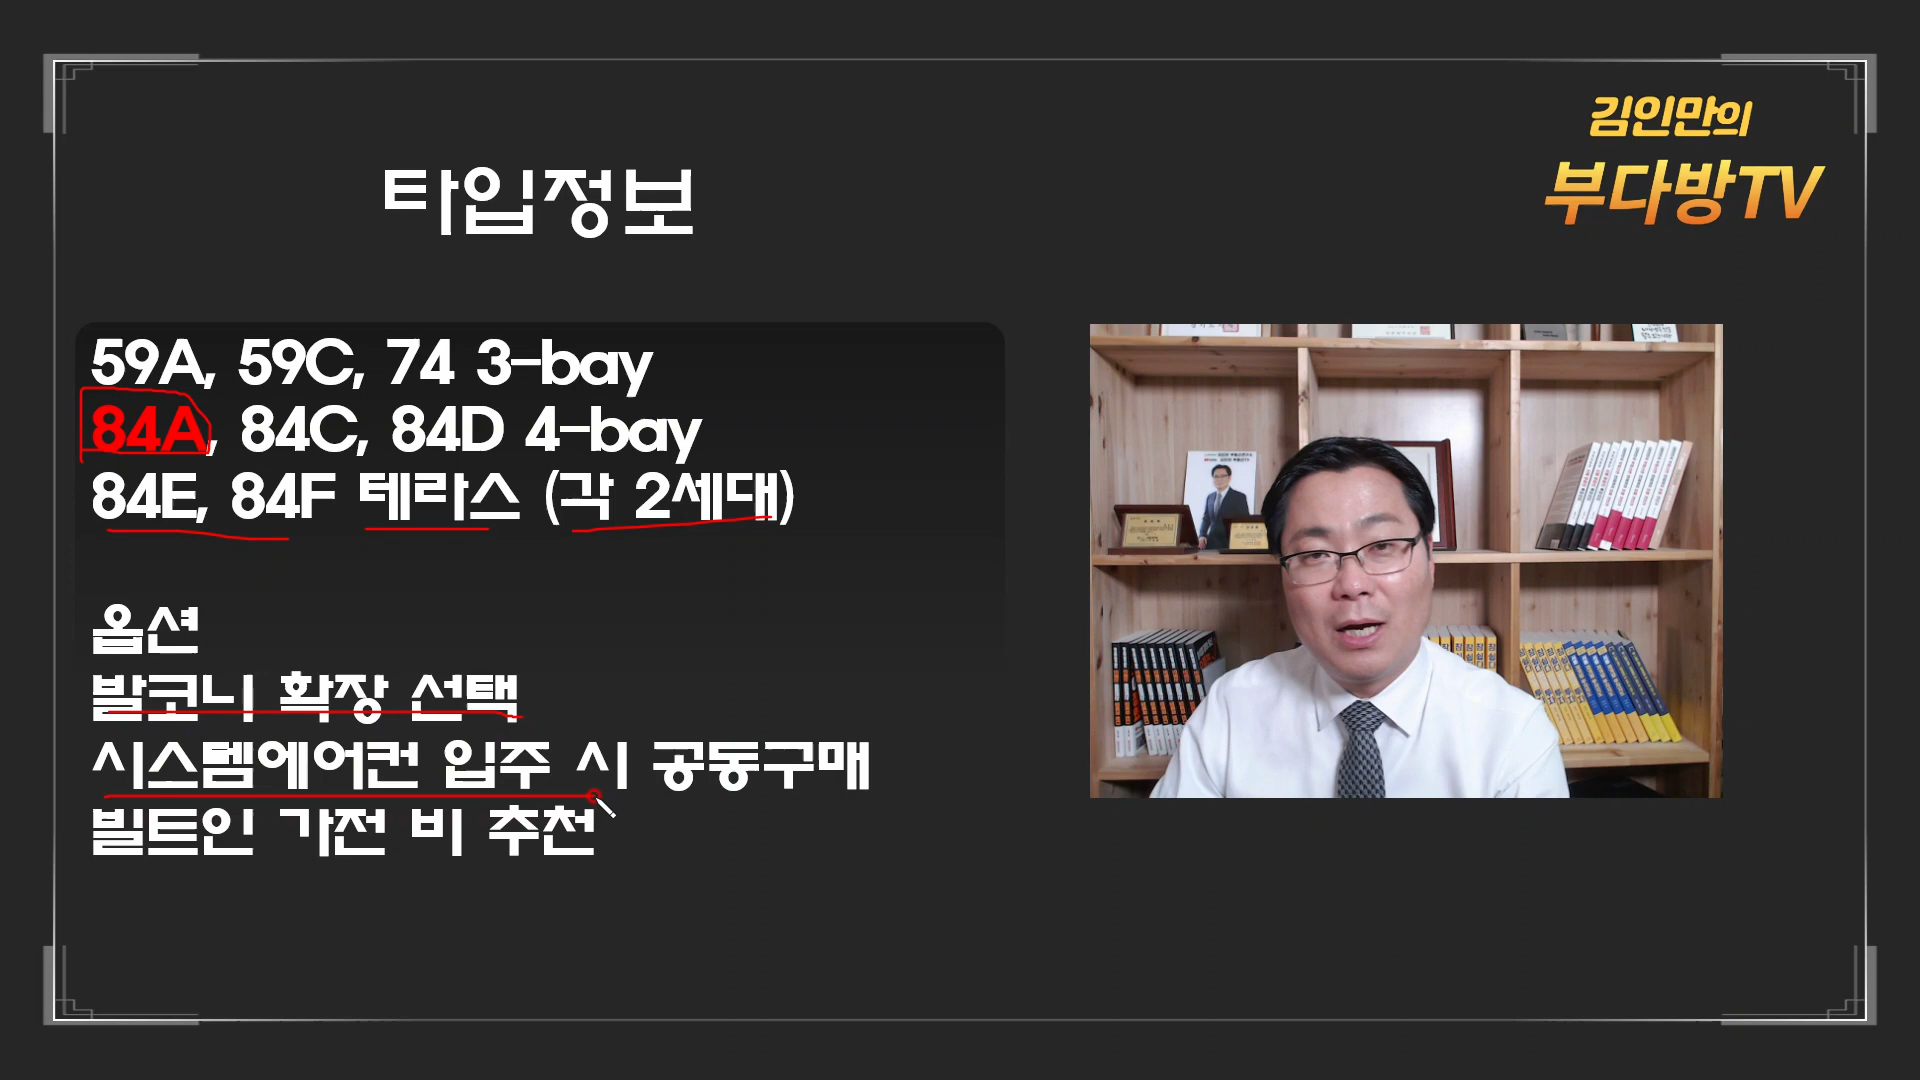 김인만의
부다방TV
타입정보
59A, 59C, 74 3-bay
84A, 84C, 84D 4-bay
84E, 84F 테라스 (각 2세대)
옵션
발코니 확장 선택
시스템에어컨 입주 시 공동구매
빌트인 가전 비 추천